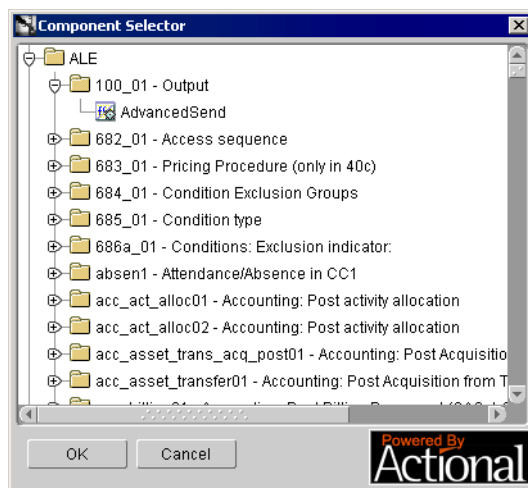 Component Selector
ALE
100_01 - Output
AdvancedSend
682_01 - Access sequence
683_01 - Pricing Procedure (only in 40c)
684_01 - Condition Exclusion Groups
685_01 - Condition type
686a_01 - Conditions: Exclusion indicator:
absen1 - Attendance/Absence in CC1
acc_act_alloc01 - Accounting: Post activity allocation
acc_act_alloc02 - Accounting: Post activity allocation
acc_asset_trans_acq_post01 - Accounting: Post Acquisitio
acc_asset_transfer01 - Accounting: Post Acquisition from T
OK
Cancel
Powered By
Actional